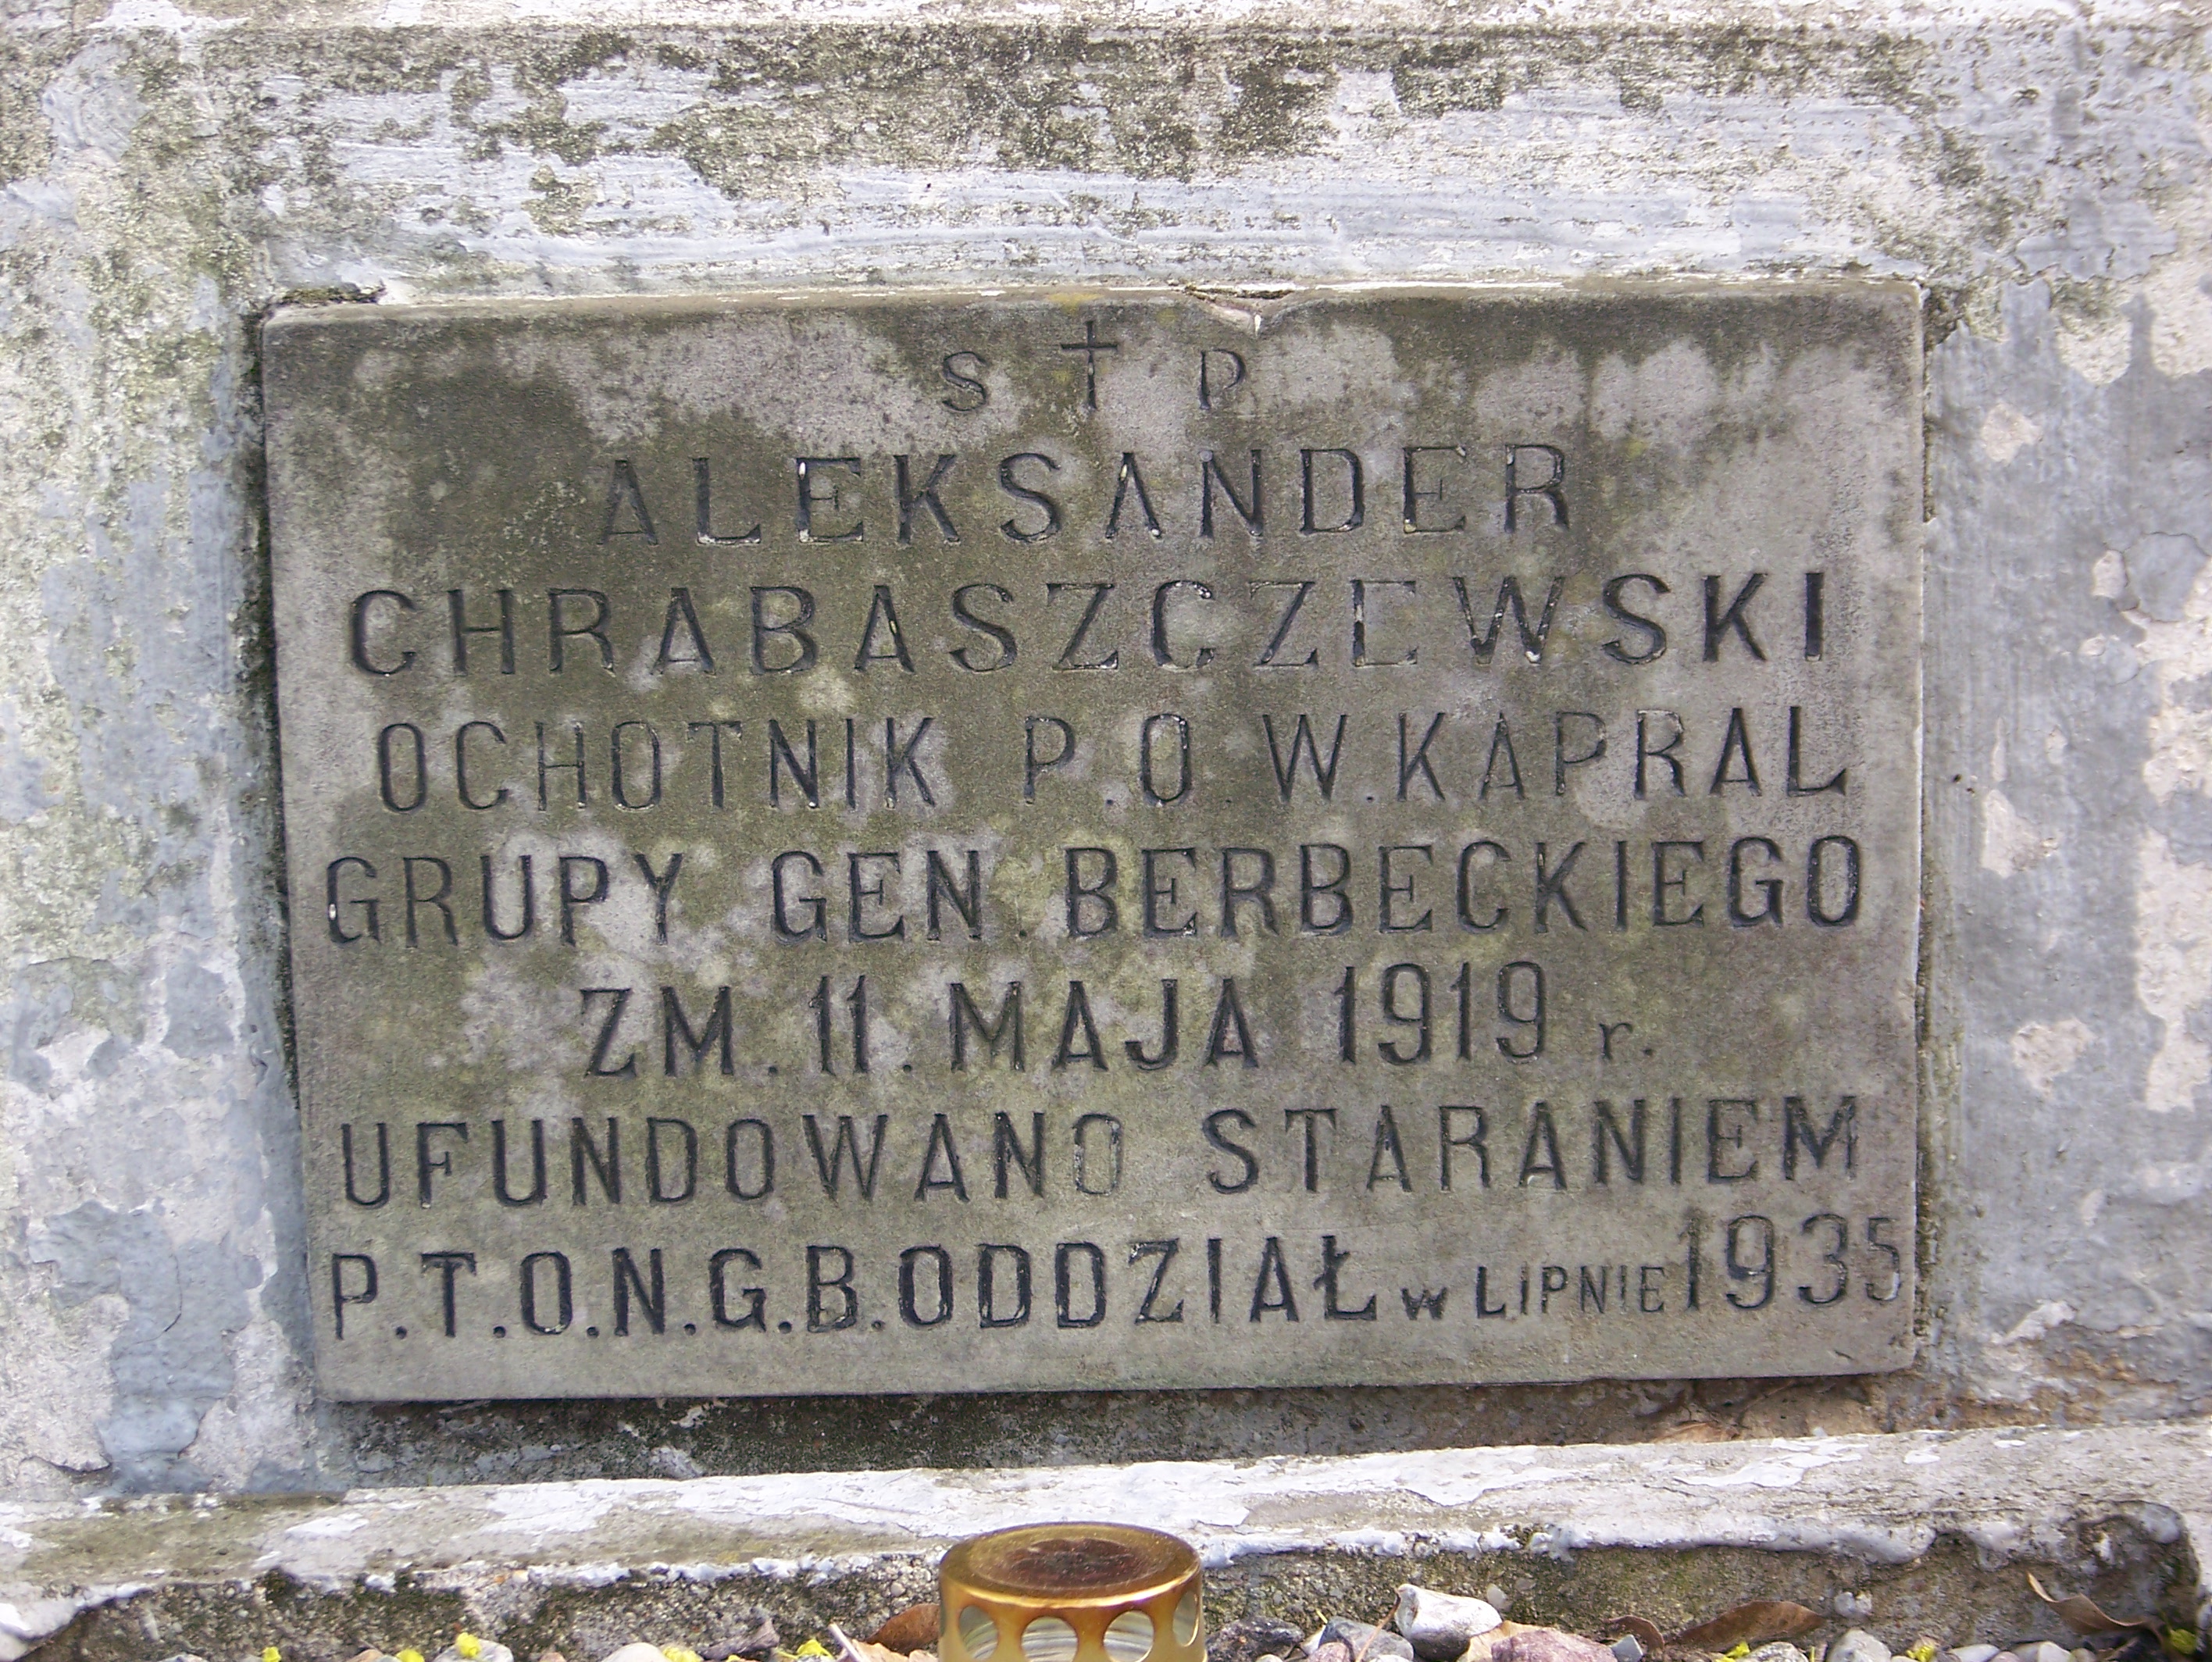 S † P
ALEKSANDER
CHRABASZCZEWSKI
OCHOTNIK P.O.W. KAPRAL
GRUPY GEN. BERBECKIEGO
ZM. 11. MAJA 1919 r.
UFUNDOWANO STARANIEM
P.T.O.N.G.B. ODDZIAŁ w LIPNIE 1935